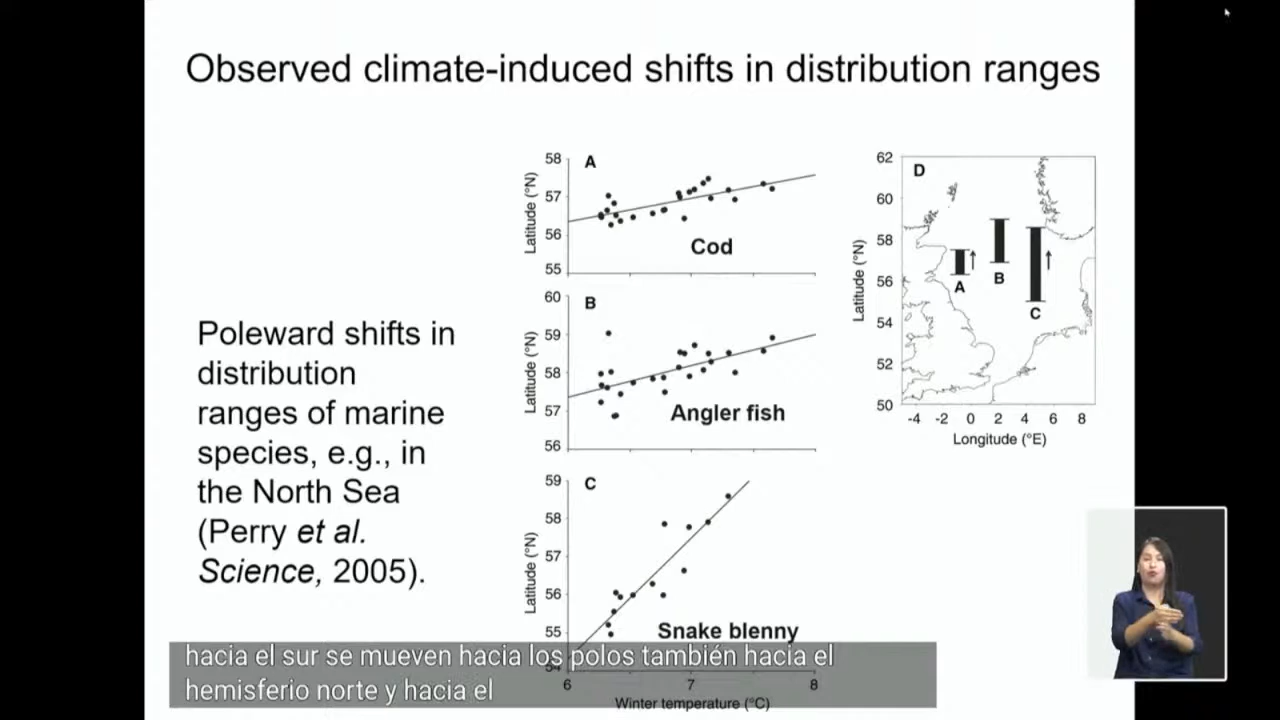 Observed climate-induced shifts in distribution ranges
Poleward shifts in
distribution
ranges of marine
species, e.g., in
the North Sea
(Perry et al.
Science, 2005).
58
57
56
55
Latitude (°N)
A
Cod
60
59
58
57
56
Latitude (°N)
B
Angler fish
59
58
57
56
55
54
Latitude (°N)
C
Snake blenny
6 7 8
Winter temperature (°C)
62
60
58
56
54
52
50
Latitude (°N)
D
A
B
C
-4 -2 0 2 4 6 8
Longitude (°E)
hacia el sur se mueven hacia los polos también hacia el
hemisferio norte y hacia el